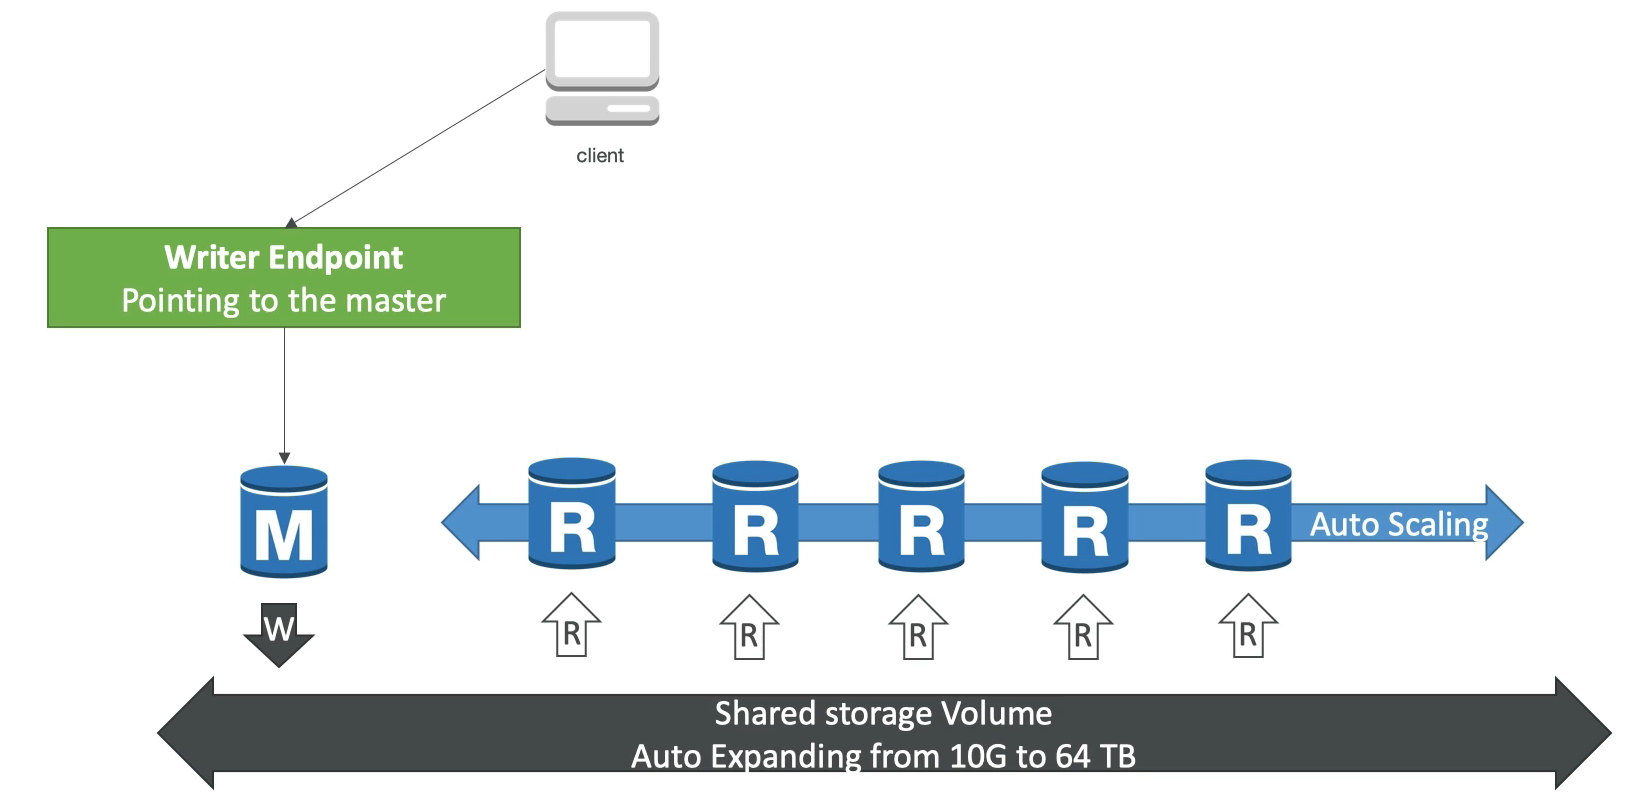 client
Writer Endpoint
Pointing to the master
M
R
R
R
R
R
Auto Scaling
W
R
R
R
R
R
Shared storage Volume
Auto Expanding from 10G to 64 TB